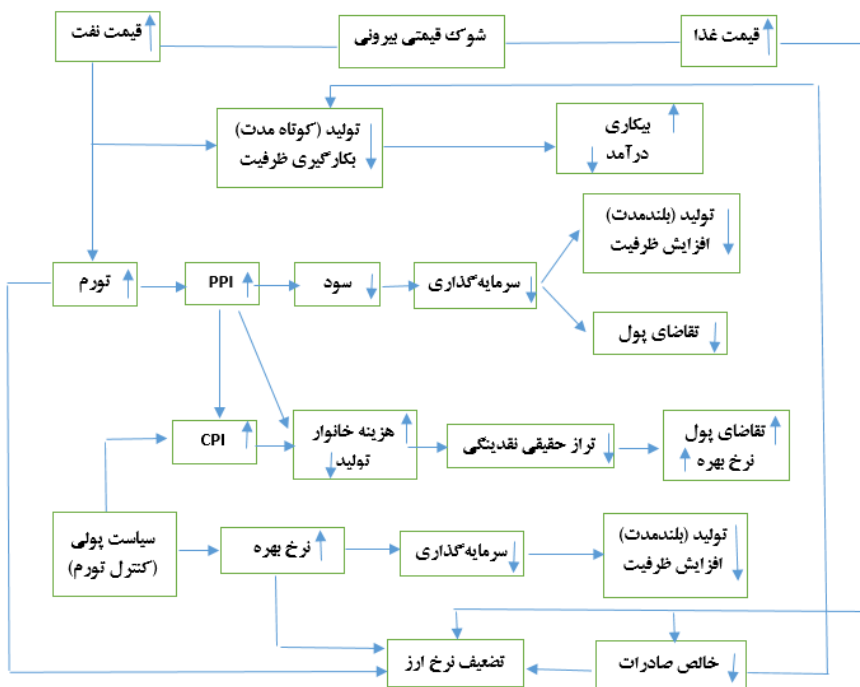 قیمت غذا
شوک قیمتی بیرونی
قیمت نفت
تولید (کوتاه مدت)
بکارگیری ظرفیت
بیکاری
درآمد
تولید (بلندمدت)
افزایش ظرفیت
تورم
PPI
سود
سرمایه‌گذاری
تقاضای پول
CPI
هزینه خانوار
تولید
تراز حقیقی نقدینگی
تقاضای پول
نرخ بهره
سیاست پولی
(کنترل تورم)
نرخ بهره
سرمایه‌گذاری
تولید (بلندمدت)
افزایش ظرفیت
تضعیف نرخ ارز
خالص صادرات